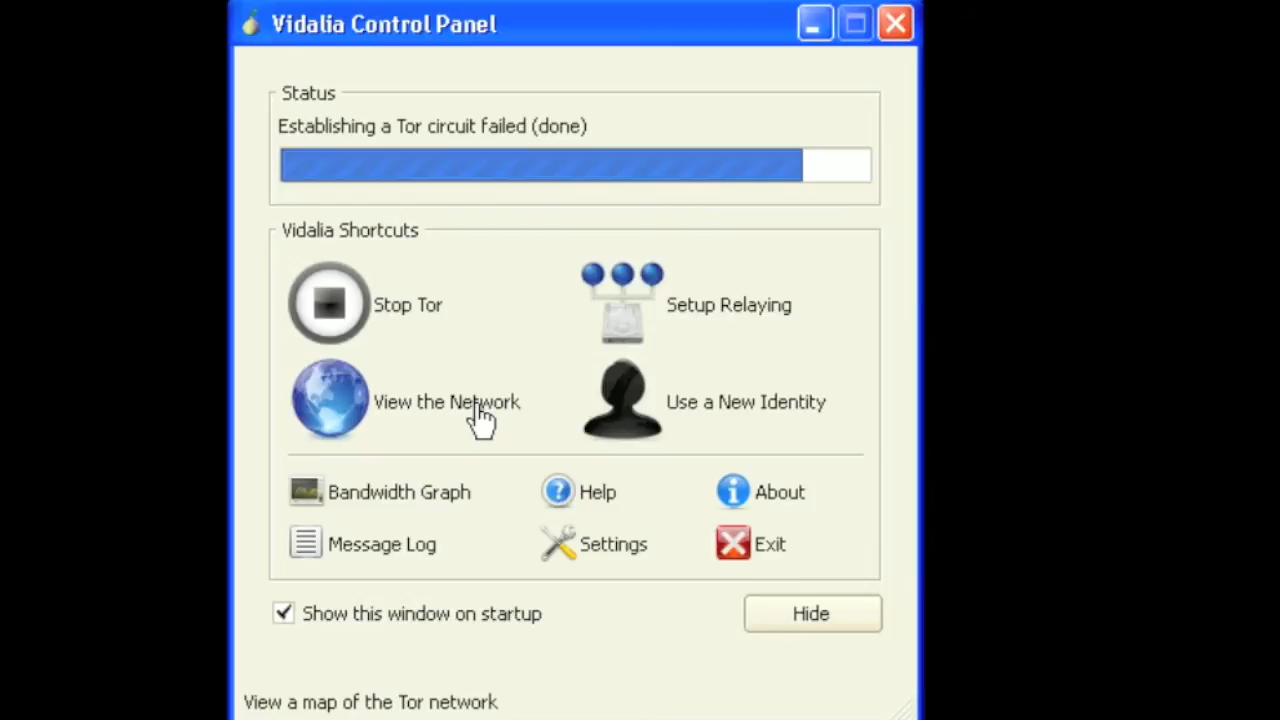 Vidalia Control Panel
Status
Establishing a Tor circuit failed (done)
Vidalia Shortcuts
Stop Tor
Setup Relaying
View the Network
Use a New Identity
Bandwidth Graph
Help
About
Message Log
Settings
Exit
Show this window on startup
Hide
View a map of the Tor network